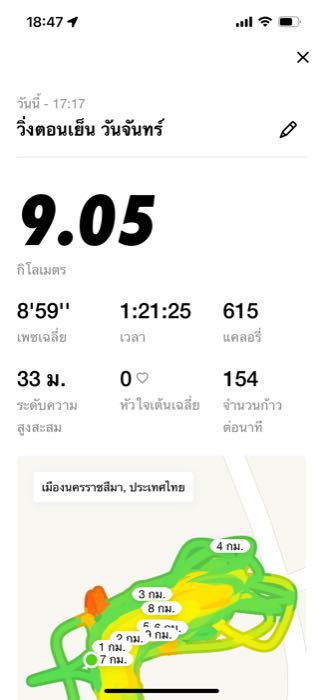 18:47
วันนี้ - 17:17
วิ่งตอนเย็น วันจันทร์
9.05
กิโลเมตร
8'59''
1:21:25
615
เพซเฉลี่ย
เวลา
แคลอรี่
33 ม.
0
154
ระดับความสูงสะสม
หัวใจเต้นเฉลี่ย
จำนวนก้าวต่อนาที
เมืองนครราชสีมา, ประเทศไทย
4 กม.
3 กม.
8 กม.
2 กม.
9 กม.
1 กม.
7 กม.